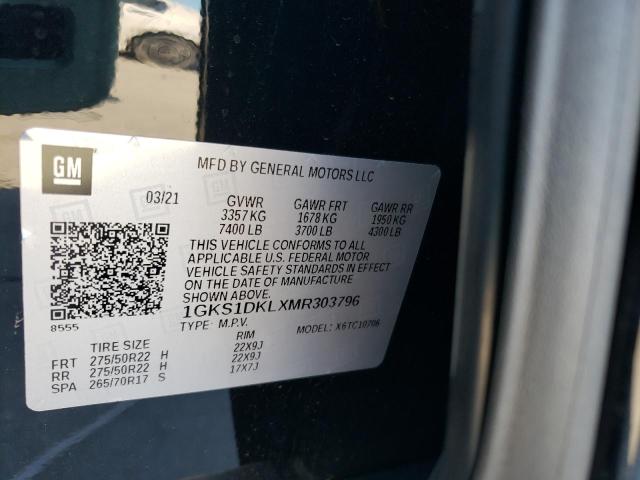 GM
MFD BY GENERAL MOTORS LLC
03/21 GVWR GAWR FRT GAWR RR
3357 KG 1678 KG 1950 KG
7400 LB 3700 LB 4300 LB
THIS VEHICLE CONFORMS TO ALL
APPLICABLE U.S. FEDERAL MOTOR
VEHICLE SAFETY STANDARDS IN EFFECT
ON THE DATE OF MANUFACTURE
SHOWN ABOVE.
1GKS1DKLXMR303796
8555
TYPE: M.P.V. MODEL: X6TC10706
TIRE SIZE RIM
FRT 275/50R22 H 22X9J
RR 275/50R22 H 22X9J
SPA 265/70R17 S 17X7J